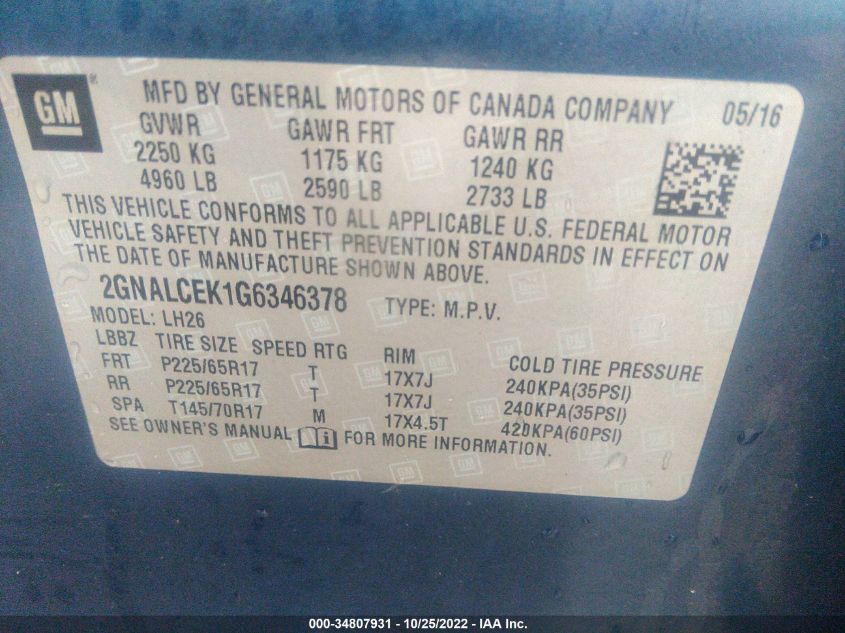 GM
MFD BY GENERAL MOTORS OF CANADA COMPANY 05/16
GVWR GAWR FRT GAWR RR
2250 KG 1175 KG 1240 KG
4960 LB 2590 LB 2733 LB
THIS VEHICLE CONFORMS TO ALL APPLICABLE U.S. FEDERAL MOTOR
VEHICLE SAFETY AND THEFT PREVENTION STANDARDS IN EFFECT ON
THE DATE OF MANUFACTURE SHOWN ABOVE.
2GNALCEK1G6346378 TYPE: M.P.V.
MODEL: LH26
LBBZ TIRE SIZE SPEED RTG RIM COLD TIRE PRESSURE
FRT P225/65R17 T 17X7J 240KPA(35PSI)
RR P225/65R17 T 17X7J 240KPA(35PSI)
SPA T145/70R17 M 17X4.5T 420KPA(60PSI)
SEE OWNER'S MANUAL FOR MORE INFORMATION.
000-34807931 - 10/25/2022 - IAA Inc.